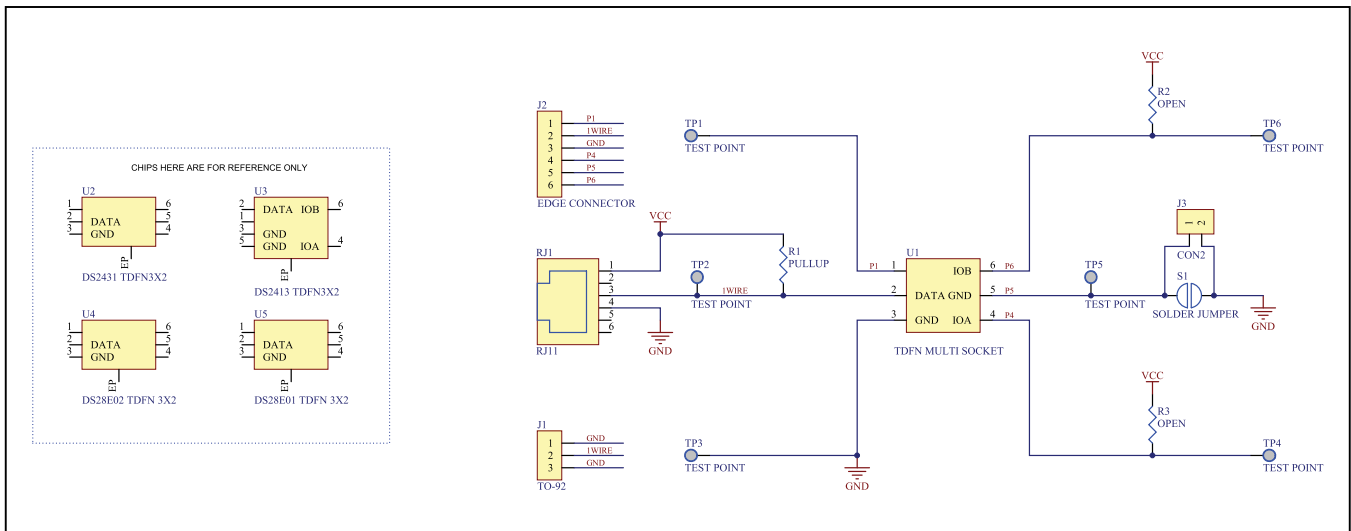 CHIPS HERE ARE FOR REFERENCE ONLY
U2
1
2
3
DATA
GND
6
5
4
EP
DS2431 TDFN3X2
U3
2
1
3
5
DATA IOB
GND
GND IOA
6
4
EP
DS2413 TDFN3X2
U4
1
2
3
DATA
GND
6
5
4
EP
DS28E02 TDFN 3X2
U5
1
2
3
DATA
GND
6
5
4
EP
DS28E01 TDFN 3X2
J2
1 P1
2 1WIRE
3 GND
4 P4
5 P5
6 P6
EDGE CONNECTOR
RJ1
1
2
3
4
5
6
RJ11
VCC
GND
J1
1 GND
2 1WIRE
3 GND
TO-92
TP1
TEST POINT
TP2
TEST POINT
1WIRE
R1
PULLUP
TP3
TEST POINT
GND
U1
P1 1
2
3
IOB
DATA GND
GND IOA
6 P6
5 P5
4 P4
TDFN MULTI SOCKET
VCC
R2
OPEN
TP6
TEST POINT
TP5
TEST POINT
J3
1 2
CON2
S1
SOLDER JUMPER
GND
VCC
R3
OPEN
TP4
TEST POINT